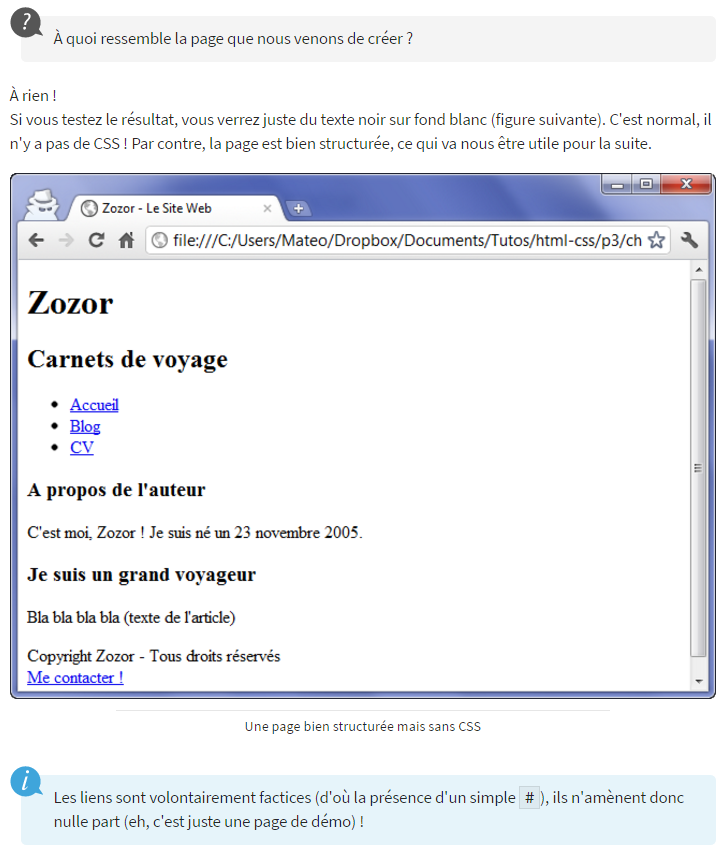 ?
À quoi ressemble la page que nous venons de créer ?
À rien !
Si vous testez le résultat, vous verrez juste du texte noir sur fond blanc (figure suivante). C'est normal, il
n'y a pas de CSS ! Par contre, la page est bien structurée, ce qui va nous être utile pour la suite.
Zozor - Le Site Web
file:///C:/Users/Mateo/Dropbox/Documents/Tutos/html-css/p3/ch
Zozor
Carnets de voyage
Accueil
Blog
CV
A propos de l'auteur
C'est moi, Zozor ! Je suis né un 23 novembre 2005.
Je suis un grand voyageur
Bla bla bla bla (texte de l'article)
Copyright Zozor - Tous droits réservés
Me contacter !
Une page bien structurée mais sans CSS
i
Les liens sont volontairement factices (d'où la présence d'un simple # ), ils n'amènent donc
nulle part (eh, c'est juste une page de démo) !